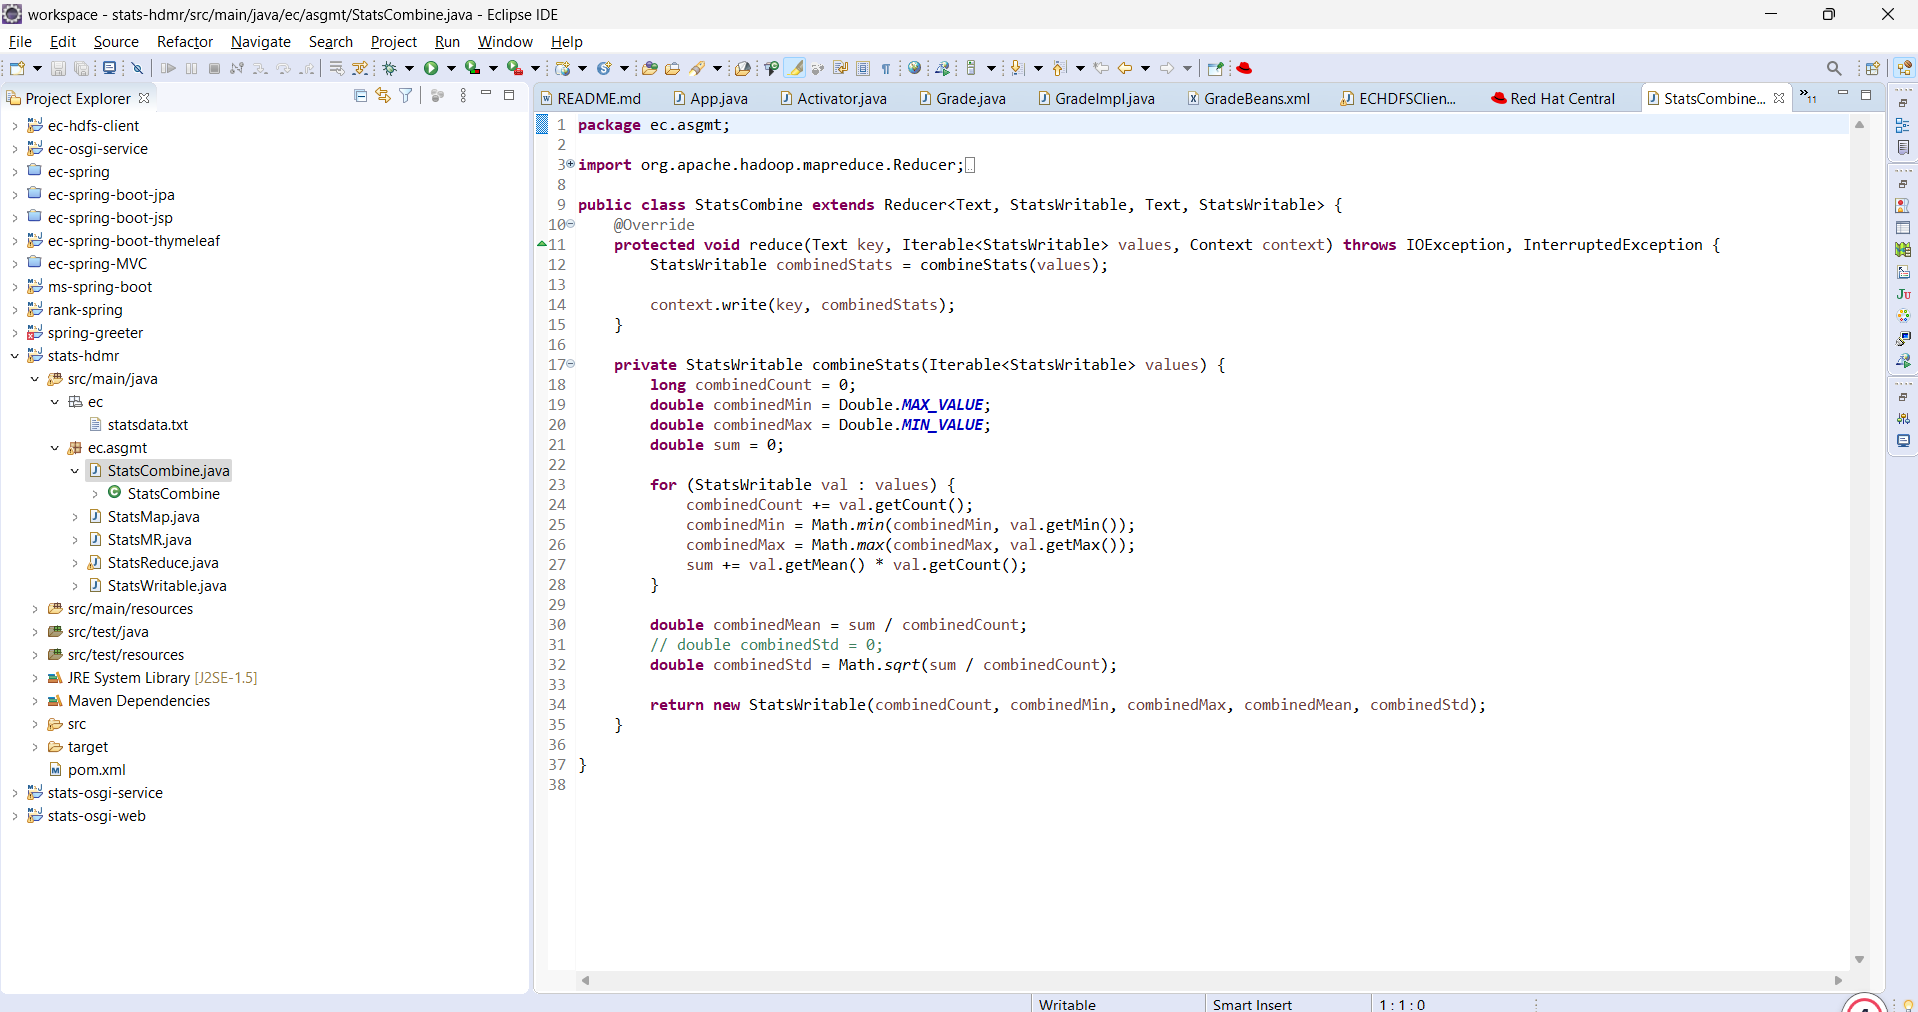 workspace - stats-hdmr/src/main/java/ec/asgmt/StatsCombine.java - Eclipse IDE
File Edit Source Refactor Navigate Search Project Run Window Help
Project Explorer
ec-hdfs-client
ec-osgi-service
ec-spring
ec-spring-boot-jpa
ec-spring-boot-jsp
ec-spring-boot-thymeleaf
ec-spring-MVC
ms-spring-boot
rank-spring
spring-greeter
stats-hdmr
src/main/java
ec
statsdata.txt
ec.asgmt
StatsCombine.java
StatsCombine
StatsMap.java
StatsMR.java
StatsReduce.java
StatsWritable.java
src/main/resources
src/test/java
src/test/resources
JRE System Library [J2SE-1.5]
Maven Dependencies
src
target
pom.xml
stats-osgi-service
stats-osgi-web
README.md App.java Activator.java Grade.java GradeImpl.java GradeBeans.xml ECHDFSClien... Red Hat Central StatsCombine... »11
1 package ec.asgmt;
2
3 import org.apache.hadoop.mapreduce.Reducer;
8
9 public class StatsCombine extends Reducer<Text, StatsWritable, Text, StatsWritable> {
10 @Override
11 protected void reduce(Text key, Iterable<StatsWritable> values, Context context) throws IOException, InterruptedException {
12 StatsWritable combinedStats = combineStats(values);
13
14 context.write(key, combinedStats);
15 }
16
17 private StatsWritable combineStats(Iterable<StatsWritable> values) {
18 long combinedCount = 0;
19 double combinedMin = Double.MAX_VALUE;
20 double combinedMax = Double.MIN_VALUE;
21 double sum = 0;
22
23 for (StatsWritable val : values) {
24 combinedCount += val.getCount();
25 combinedMin = Math.min(combinedMin, val.getMin());
26 combinedMax = Math.max(combinedMax, val.getMax());
27 sum += val.getMean() * val.getCount();
28 }
29
30 double combinedMean = sum / combinedCount;
31 // double combinedStd = 0;
32 double combinedStd = Math.sqrt(sum / combinedCount);
33
34 return new StatsWritable(combinedCount, combinedMin, combinedMax, combinedMean, combinedStd);
35 }
36
37 }
38
Writable Smart Insert 1 : 1 : 0